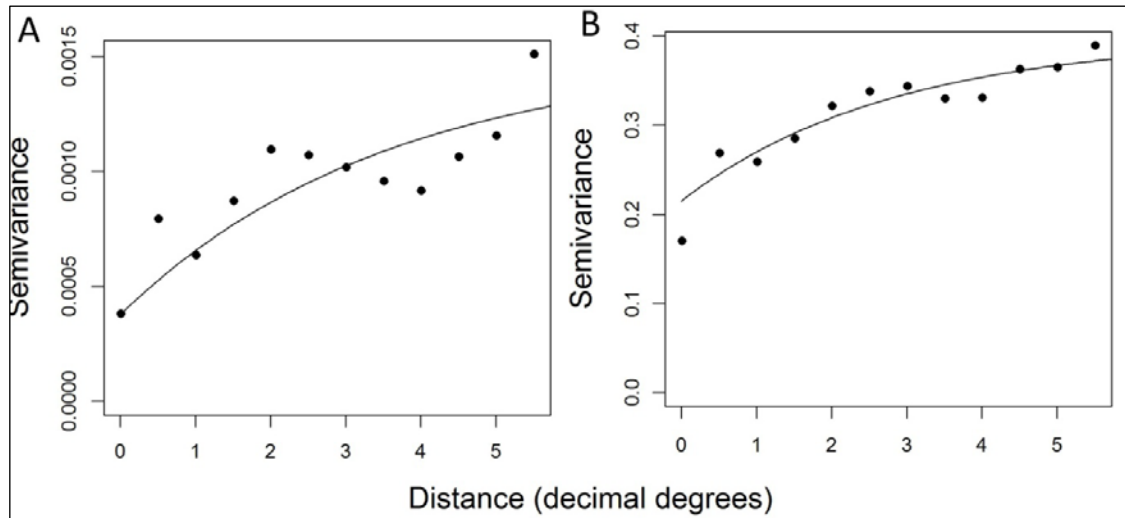 A
B
Semivariance
0.0015
0.0010
0.0005
0.0000
0 1 2 3 4 5
Semivariance
0.4
0.3
0.2
0.1
0.0
0 1 2 3 4 5
Distance (decimal degrees)